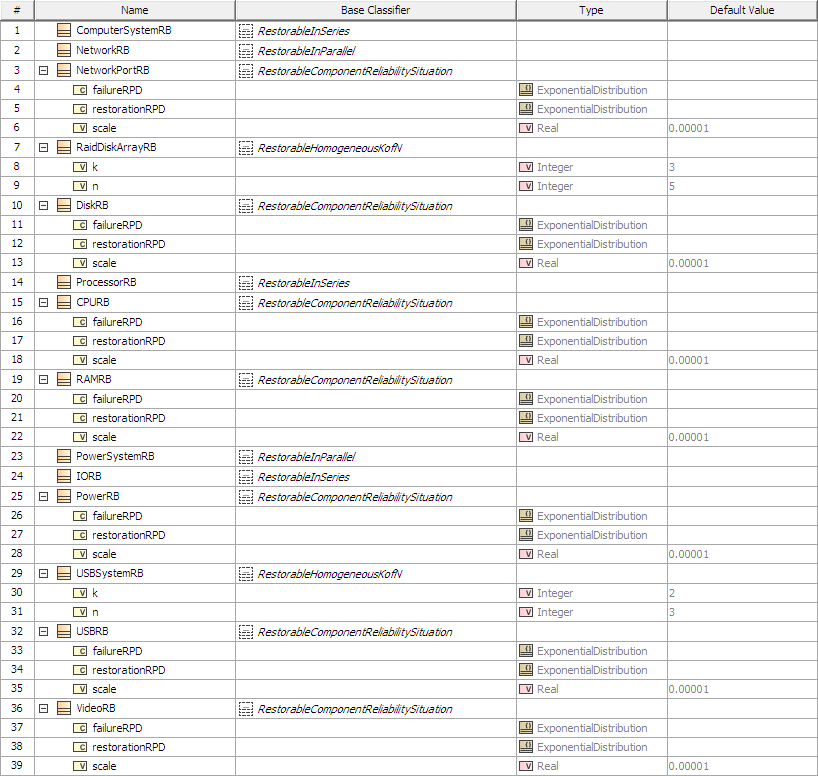 # Name Base Classifier Type Default Value
1 ComputerSystemRB RestorableInSeries
2 NetworkRB RestorableInParallel
3 NetworkPortRB RestorableComponentReliabilitySituation
4 C failureRPD ExponentialDistribution
5 C restorationRPD ExponentialDistribution
6 V scale V Real 0.00001
7 RaidDiskArrayRB RestorableHomogeneousKofN
8 V k V Integer 3
9 V n V Integer 5
10 DiskRB RestorableComponentReliabilitySituation
11 C failureRPD ExponentialDistribution
12 C restorationRPD ExponentialDistribution
13 V scale V Real 0.00001
14 ProcessorRB RestorableInSeries
15 CPURB RestorableComponentReliabilitySituation
16 C failureRPD ExponentialDistribution
17 C restorationRPD ExponentialDistribution
18 V scale V Real 0.00001
19 RAMRB RestorableComponentReliabilitySituation
20 C failureRPD ExponentialDistribution
21 C restorationRPD ExponentialDistribution
22 V scale V Real 0.00001
23 PowerSystemRB RestorableInParallel
24 IORB RestorableInSeries
25 PowerRB RestorableComponentReliabilitySituation
26 C failureRPD ExponentialDistribution
27 C restorationRPD ExponentialDistribution
28 V scale V Real 0.00001
29 USBSystemRB RestorableHomogeneousKofN
30 V k V Integer 2
31 V n V Integer 3
32 USBRB RestorableComponentReliabilitySituation
33 C failureRPD ExponentialDistribution
34 C restorationRPD ExponentialDistribution
35 V scale V Real 0.00001
36 VideoRB RestorableComponentReliabilitySituation
37 C failureRPD ExponentialDistribution
38 C restorationRPD ExponentialDistribution
39 V scale V Real 0.00001